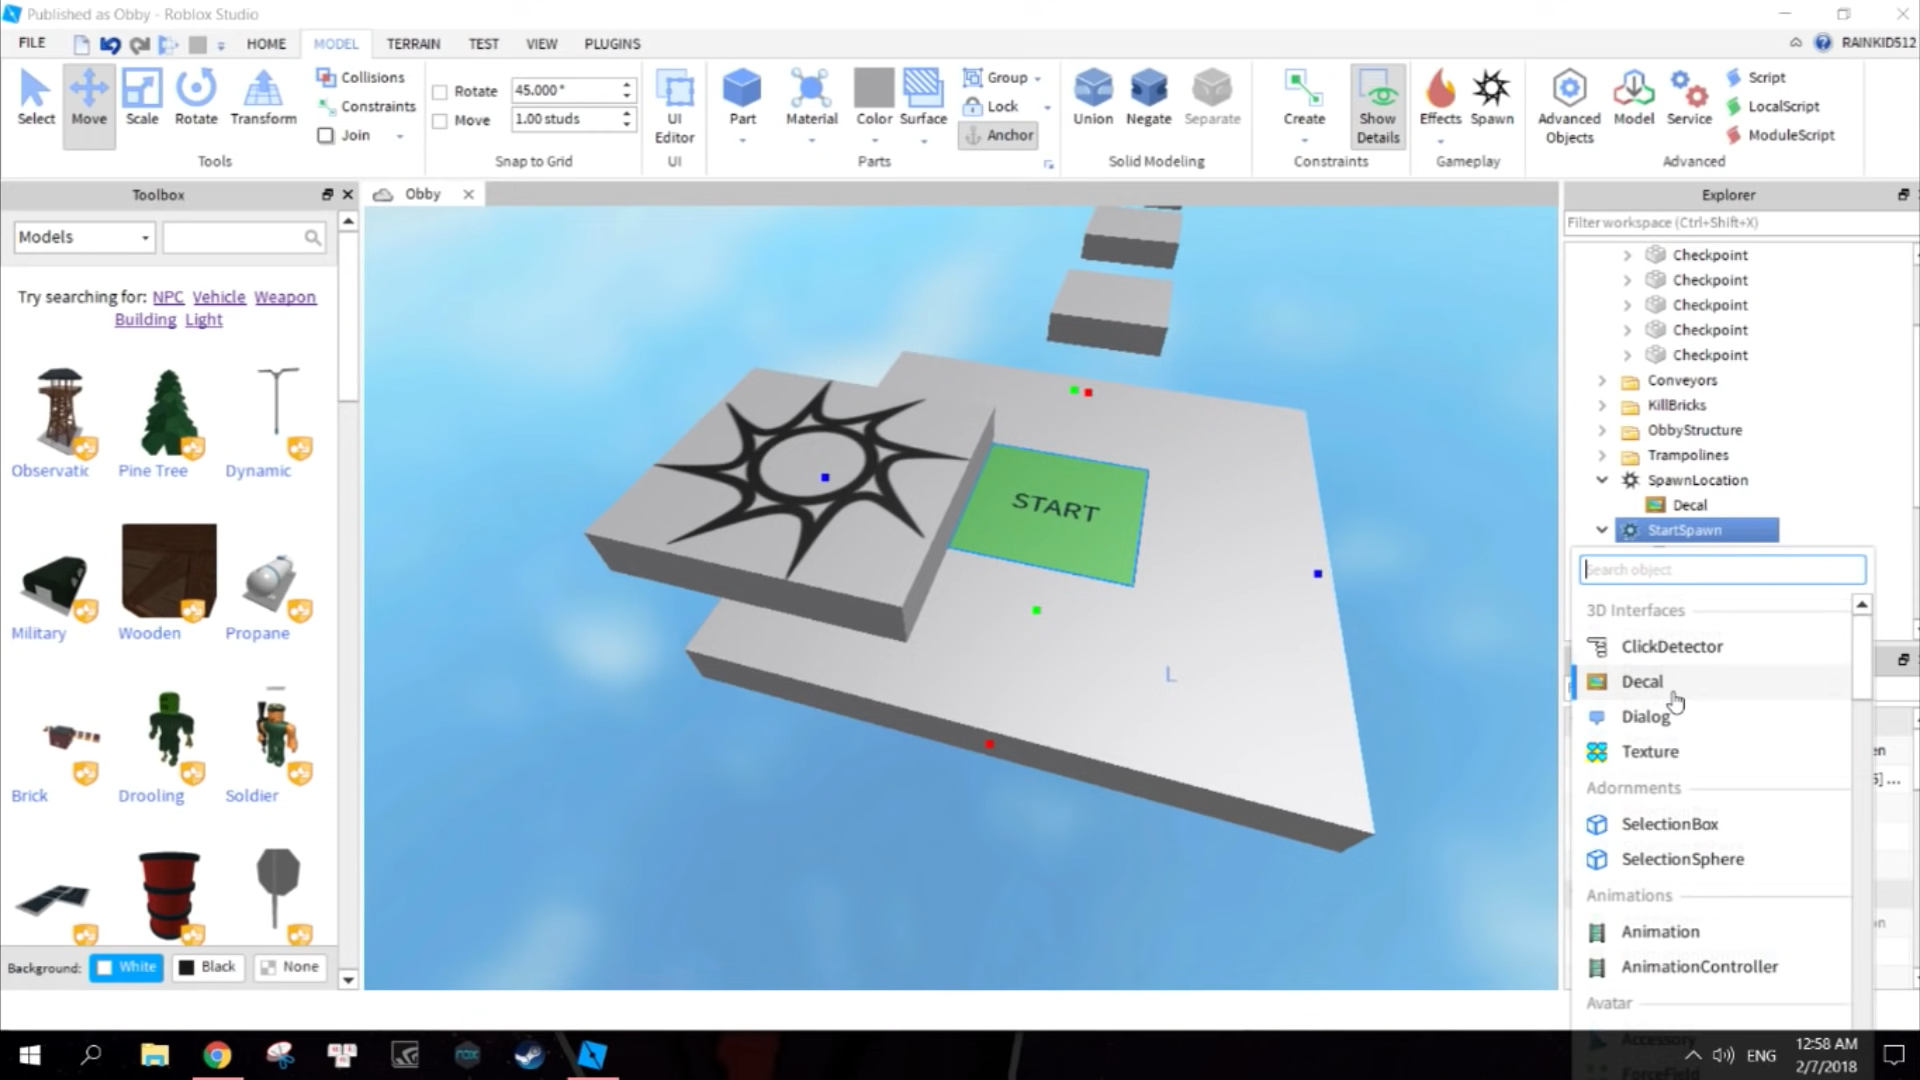 Published as Obby - Roblox Studio
FILE HOME MODEL TERRAIN TEST VIEW PLUGINS RAINKID512
Select Move Scale Rotate Transform
Collisions
Constraints
Join
Tools
Rotate 45.000 °
Move 1.00 studs
Snap to Grid
UI Editor
UI
Part Material Color Surface
Group
Lock
Anchor
Parts
Union Negate Separate
Solid Modeling
Create Show Details
Constraints
Effects Spawn
Gameplay
Advanced Objects Model Service
Script
LocalScript
ModuleScript
Advanced
Toolbox
Models
Try searching for: NPC Vehicle Weapon
Building Light
Observatic Pine Tree Dynamic
Military Wooden Propane
Brick Drooling Soldier
Background: White Black None
Obby
START
L
Explorer
Filter workspace (Ctrl+Shift+X)
Checkpoint
Checkpoint
Checkpoint
Checkpoint
Checkpoint
Conveyors
KillBricks
ObbyStructure
Trampolines
SpawnLocation
Decal
StartSpawn
Search object
3D Interfaces
ClickDetector
Decal
Dialog
Texture
Adornments
SelectionBox
SelectionSphere
Animations
Animation
AnimationController
Avatar
Accessory
ForceField
ENG
12:58 AM
2/7/2018